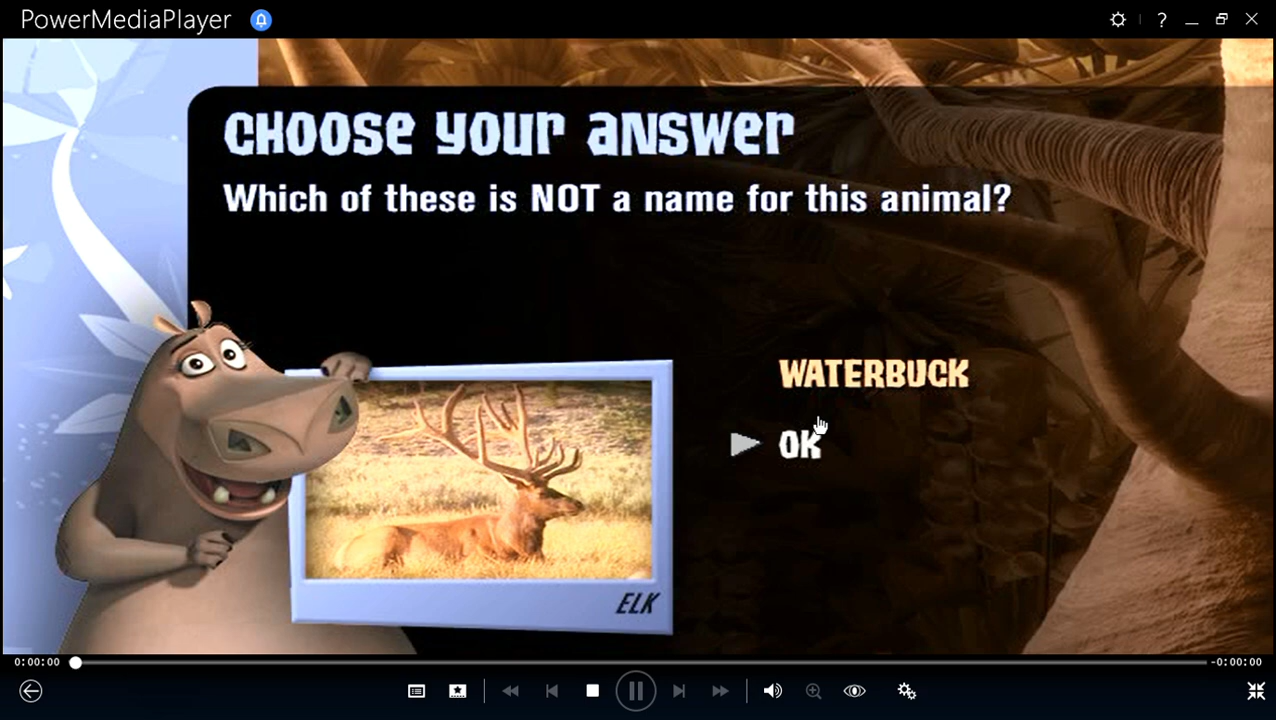 PowerMediaPlayer
CHOOSE YOUR ANSWER
Which of these is NOT a name for this animal?
WATERBUCK
OK
ELK
0:00:00
-0:00:00